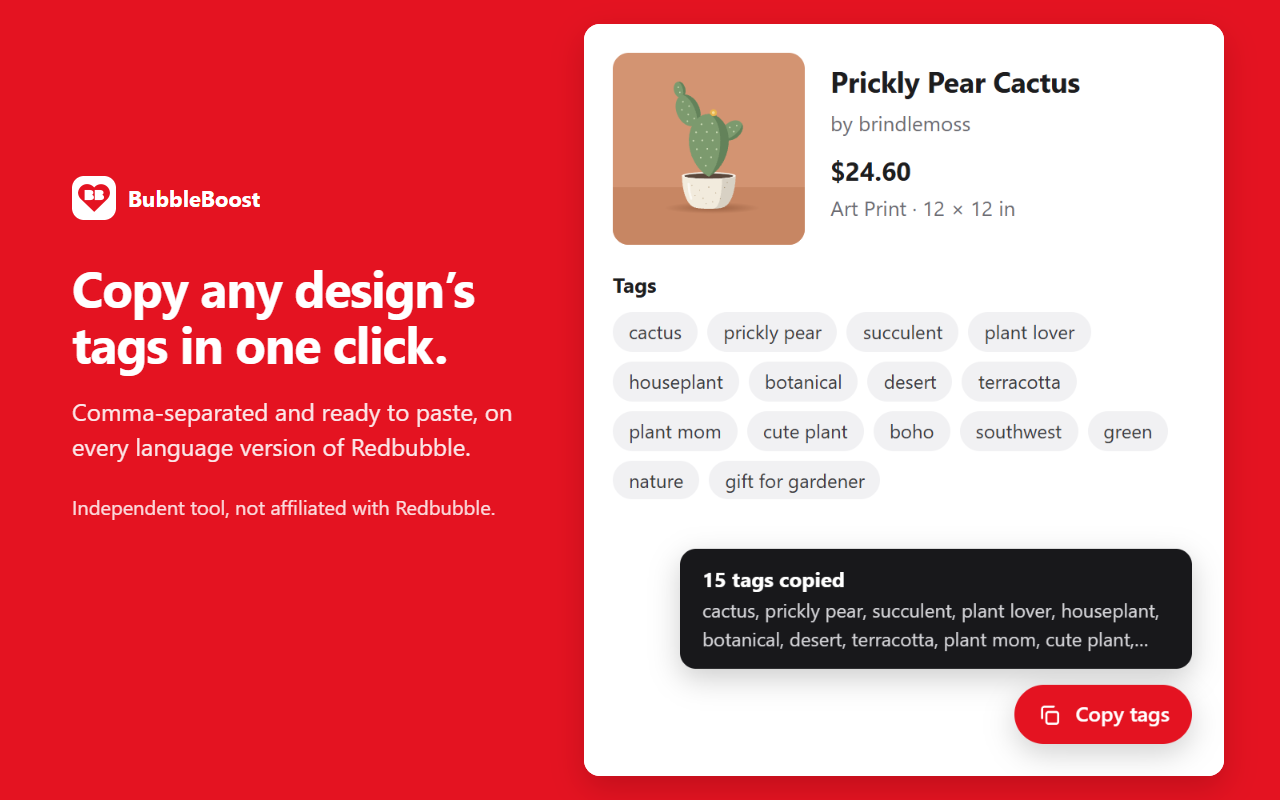 BB
BubbleBoost
Copy any design’s
tags in one click.
Comma-separated and ready to paste, on
every language version of Redbubble.
Independent tool, not affiliated with Redbubble.
Prickly Pear Cactus
by brindlemoss
$24.60
Art Print · 12 × 12 in
Tags
cactus prickly pear succulent plant lover
houseplant botanical desert terracotta
plant mom cute plant boho southwest green
nature gift for gardener
15 tags copied
cactus, prickly pear, succulent, plant lover, houseplant,
botanical, desert, terracotta, plant mom, cute plant,...
Copy tags